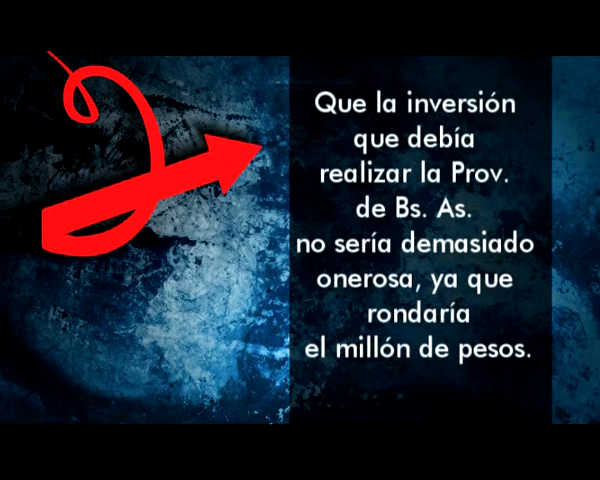 Que la inversión
que debía
realizar la Prov.
de Bs. As.
no sería demasiado
onerosa, ya que
rondaría
el millón de pesos.